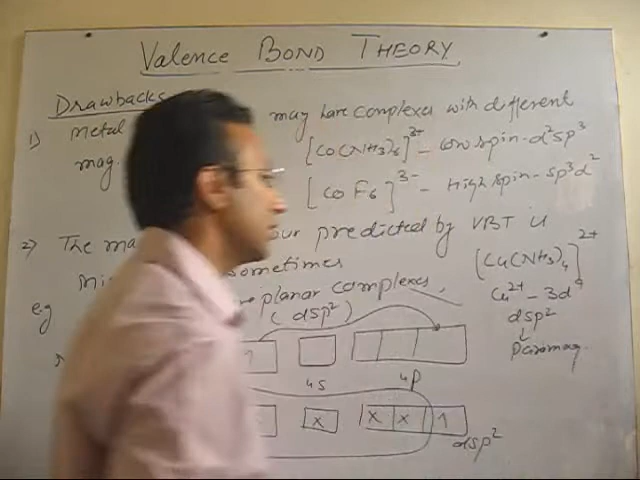 VALENCE BOND THEORY
Drawbacks
1) Metal may have complexes with different
mag. [Co(NH3)6]3+ - low spin - d2sp3
[CoF6]3- - High spin - sp3d2
2) The predicted by VBT is
sometimes [Cu(NH3)4]2+
e.g planar complexes, Cu2+ - 3d9
(dsp2) dsp2
1 Paramag.
4s 4p
x x x 1 dsp2